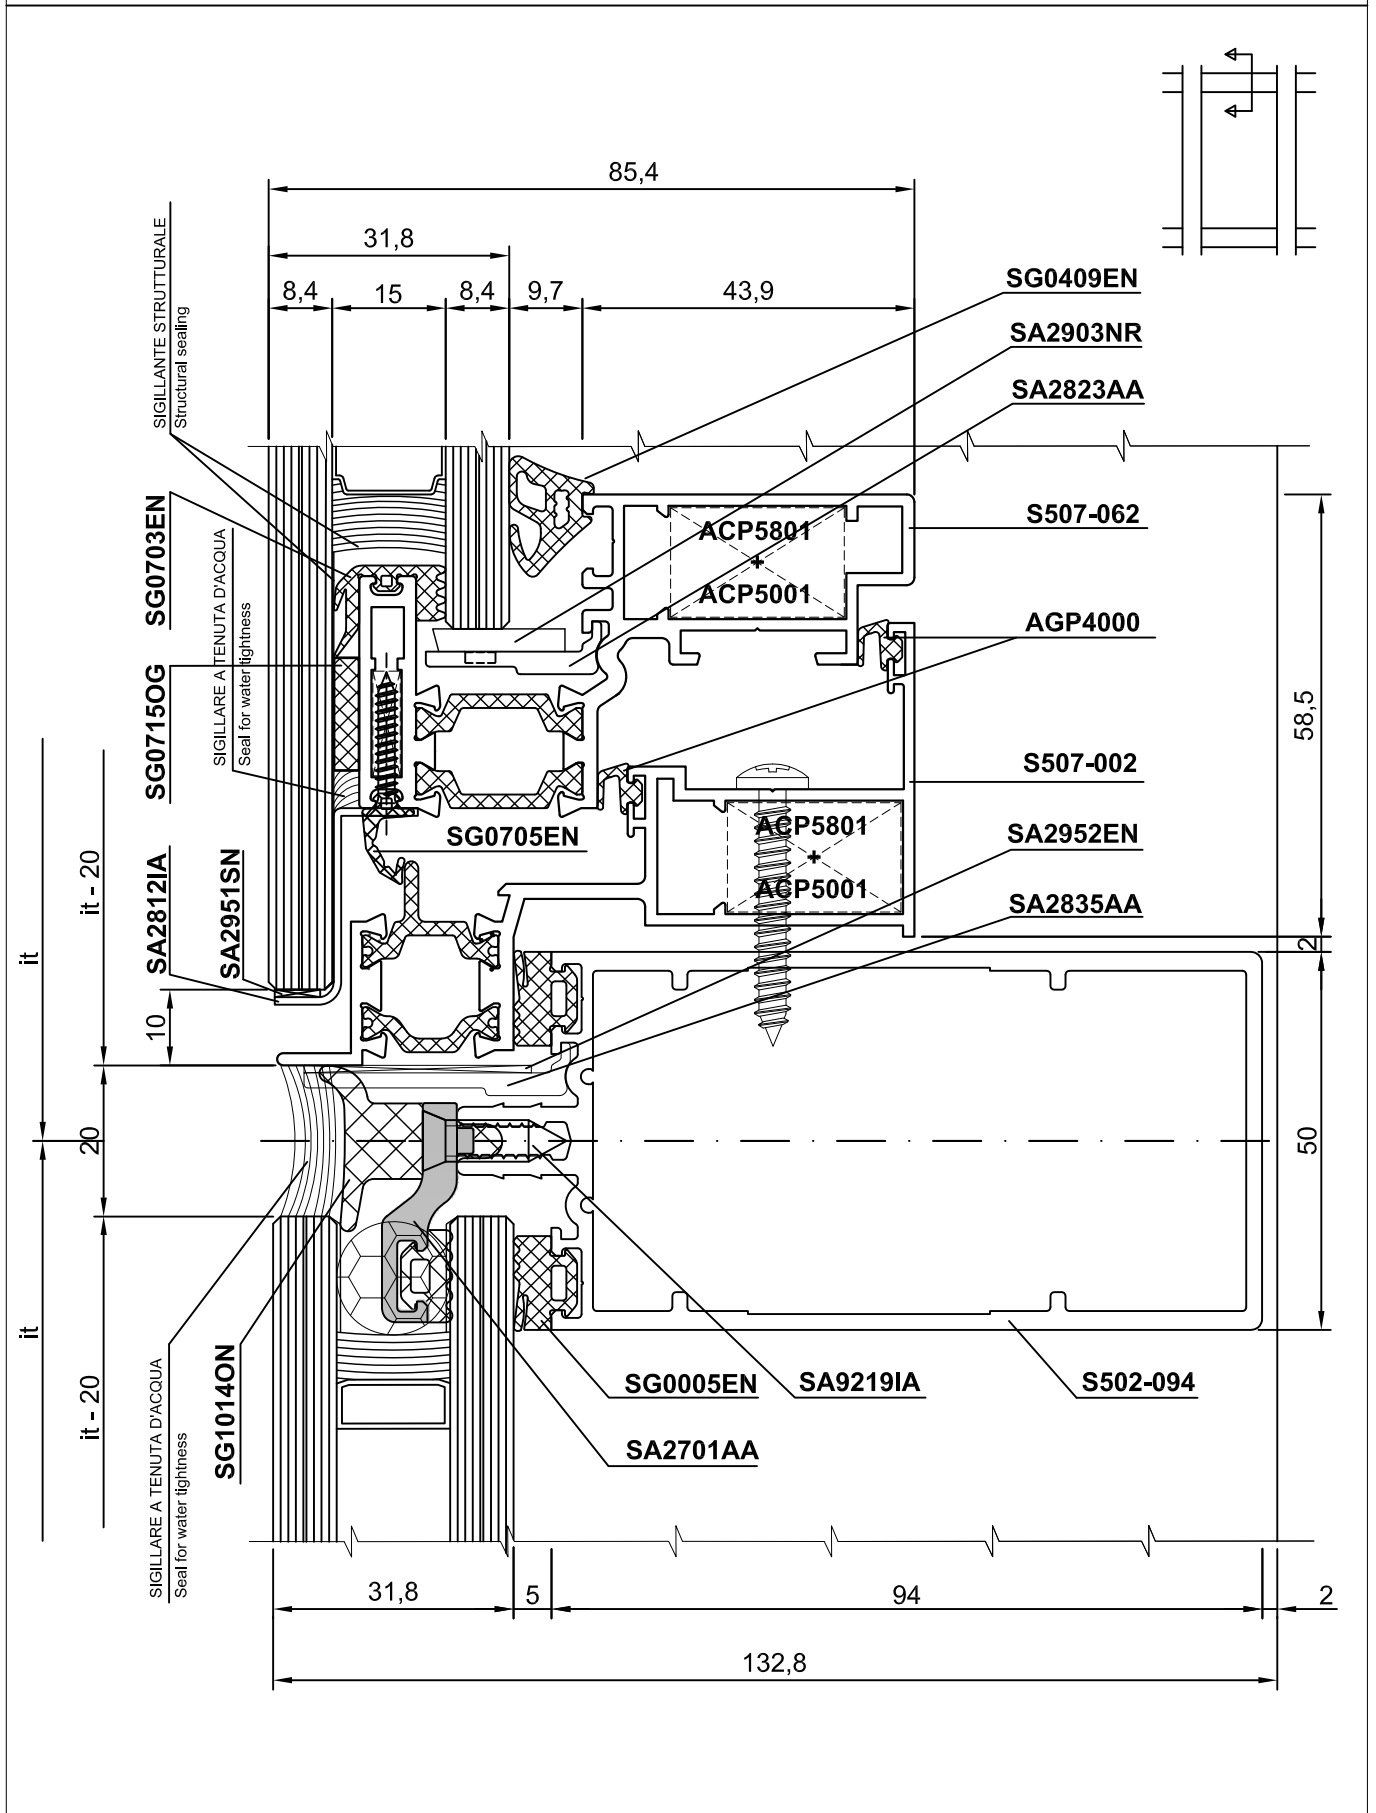 85,4
31,8
8,4
15
8,4
9,7
43,9
SG0409EN
SA2903NR
SA2823AA
SIGILLANTE STRUTTURALE
Structural sealing
SG0703EN
SIGILLARE A TENUTA D'ACQUA
Seal for water tightness
SG0715OG
ACP5801
ACP5001
S507-062
AGP4000
58,5
S507-002
ACP5801
ACP5001
SG0705EN
SA2952EN
SA2835AA
SA2812IA
SA2951SN
it - 20
it
10
2
20
50
it
it - 20
SIGILLARE A TENUTA D'ACQUA
Seal for water tightness
SG1014ON
SG0005EN
SA9219IA
S502-094
SA2701AA
31,8
5
94
2
132,8